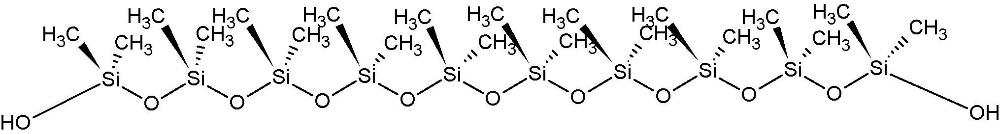 H3C H3C H3C H3C H3C H3C H3C H3C H3C H3C
CH3 CH3 CH3 CH3 CH3 CH3 CH3 CH3 CH3 CH3
Si Si Si Si Si Si Si Si Si Si
HO O O O O O O O O O OH